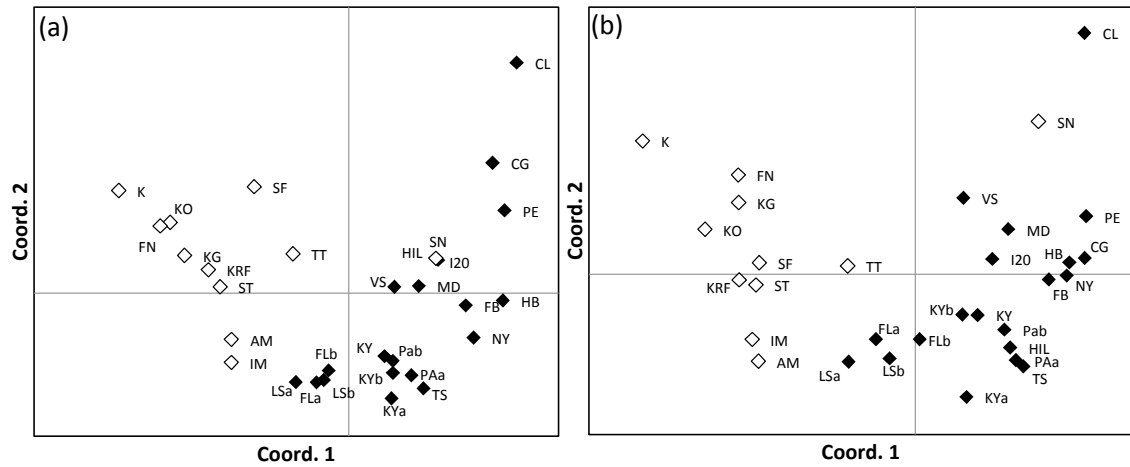 (a)
CL
CG
PE
K
SF
KO
FN
KG
KRF
ST
TT
SN
HIL
I20
VS
MD
FB
HB
NY
AM
IM
KY
Pab
FLb
KYb
PAa
LSa
FLa
LSb
TS
KYa
Coord. 1
Coord. 2
(b)
CL
SN
K
FN
KG
KO
VS
PE
MD
SF
TT
I20
HB
CG
KRF
ST
FB
NY
KYb
KY
Pab
IM
FLa
FLb
HIL
AM
LSa
LSb
PAa
TS
KYa
Coord. 1
Coord. 2